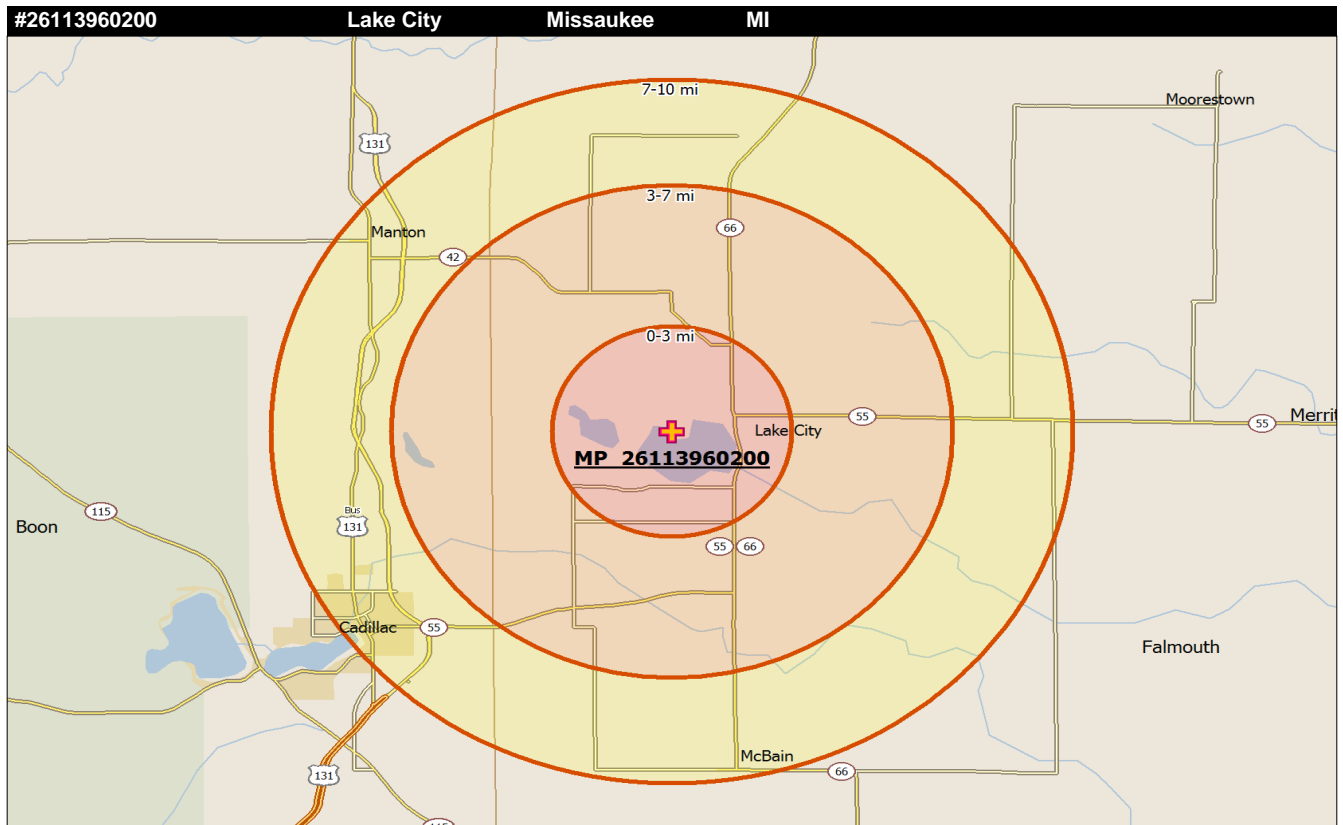 #26113960200 Lake City Missaukee MI
7-10 mi
Moorestown
131
3-7 mi
66
Manton
42
0-3 mi
55
Merrit
55
Lake City
MP 26113960200
115
Boon
Bus
131
55 66
Cadillac
55
Falmouth
McBain
66
131